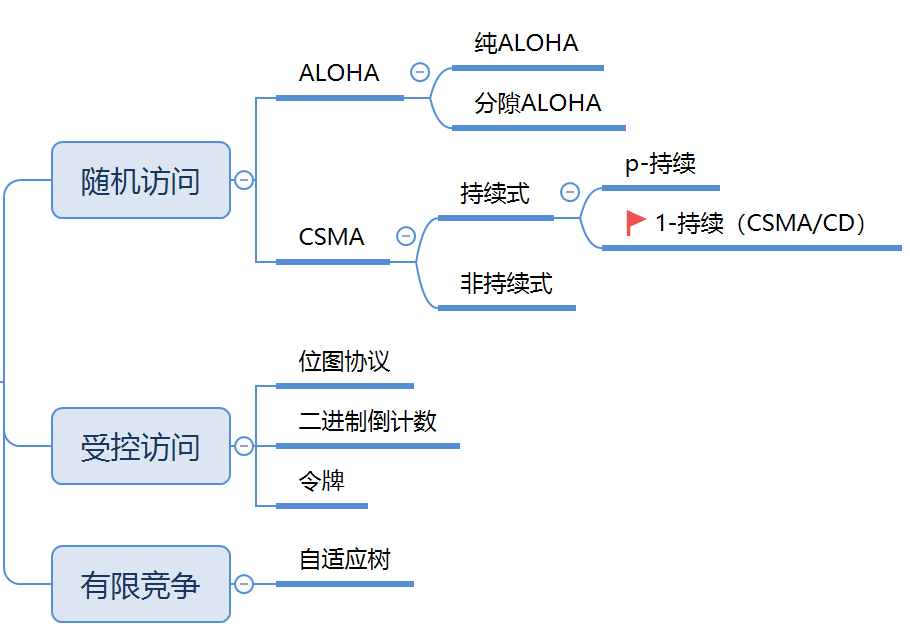 随机访问
ALOHA
纯ALOHA
分隙ALOHA
CSMA
持续式
p-持续
1-持续（CSMA/CD）
非持续式
受控访问
位图协议
二进制倒计数
令牌
有限竞争
自适应树